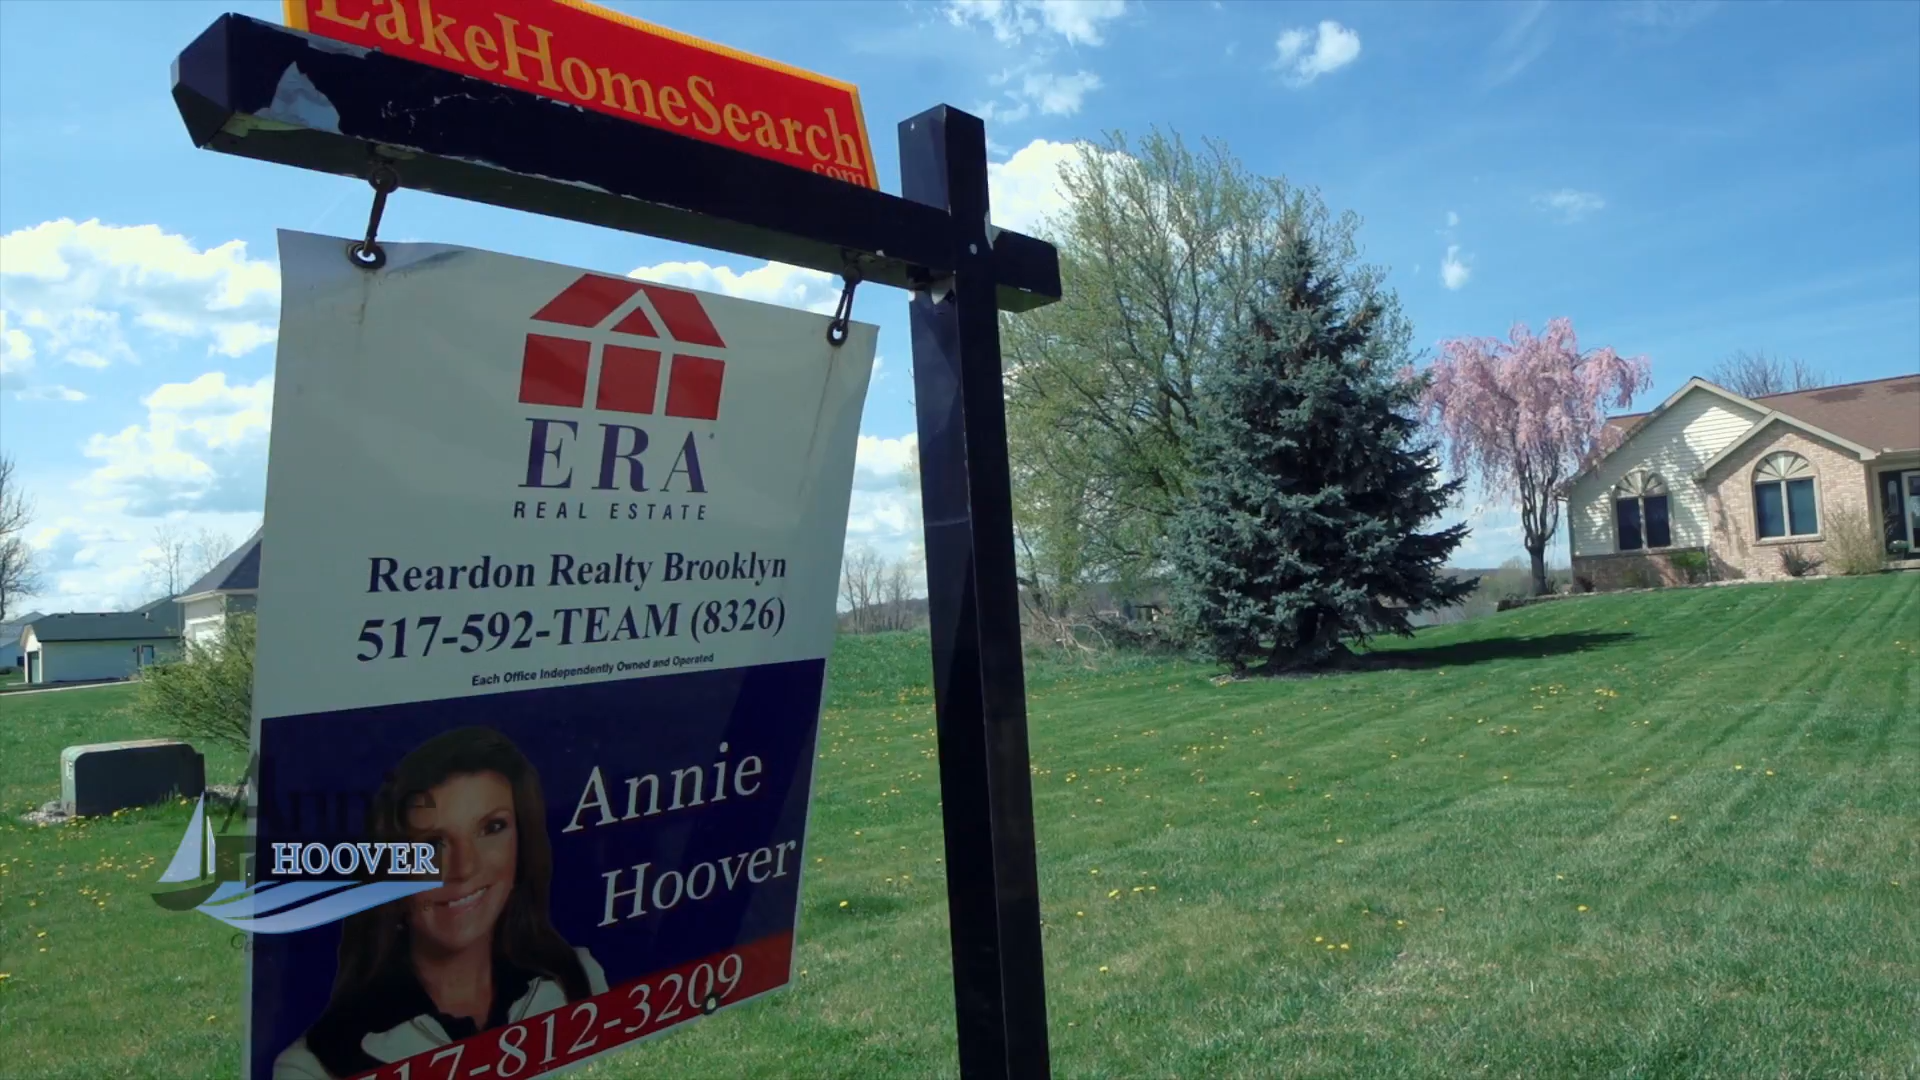 LakeHomeSearch
.com
ERA
REAL ESTATE
Reardon Realty Brooklyn
517-592-TEAM (8326)
Each Office Independently Owned and Operated
Annie
Hoover
517-812-3209
Annie
HOOVER